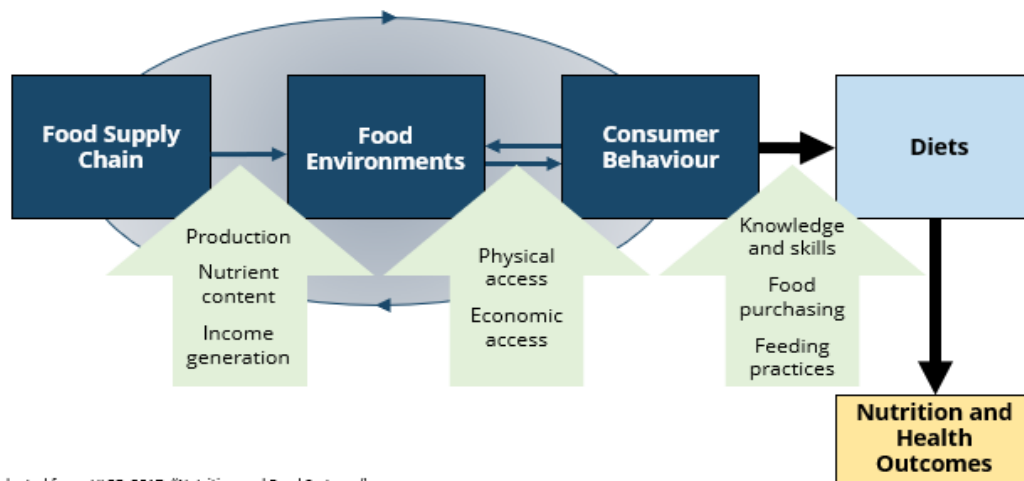 Food Supply
Chain
Food
Environments
Consumer
Behaviour
Diets
Production
Nutrient
content
Income
generation
Physical
access
Economic
access
Knowledge
and skills
Food
purchasing
Feeding
practices
Nutrition and
Health
Outcomes